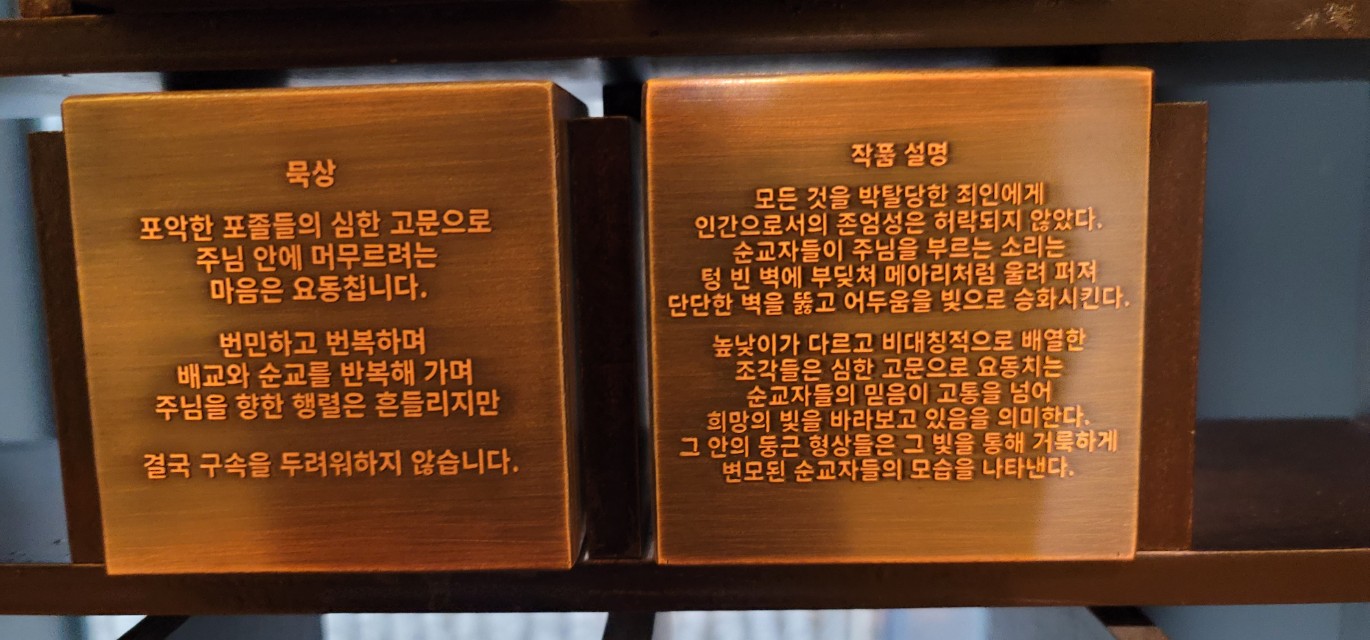 묵상
포악한 포졸들의 심한 고문으로
주님 안에 머무르려는
마음은 요동칩니다.
번민하고 번복하며
배교와 순교를 반복해 가며
주님을 향한 행렬은 흔들리지만
결국 구속을 두려워하지 않습니다.
작품 설명
모든 것을 박탈당한 죄인에게
인간으로서의 존엄성은 허락되지 않았다.
순교자들이 주님을 부르는 소리는
텅 빈 벽에 부딪쳐 메아리처럼 울려 퍼져
단단한 벽을 뚫고 어두움을 빛으로 승화시킨다.
높낮이가 다르고 비대칭적으로 배열한
조각들은 심한 고문으로 요동치는
순교자들의 믿음이 고통을 넘어
희망의 빛을 바라보고 있음을 의미한다.
그 안의 둥근 형상들은 그 빛을 통해 거룩하게
변모된 순교자들의 모습을 나타낸다.